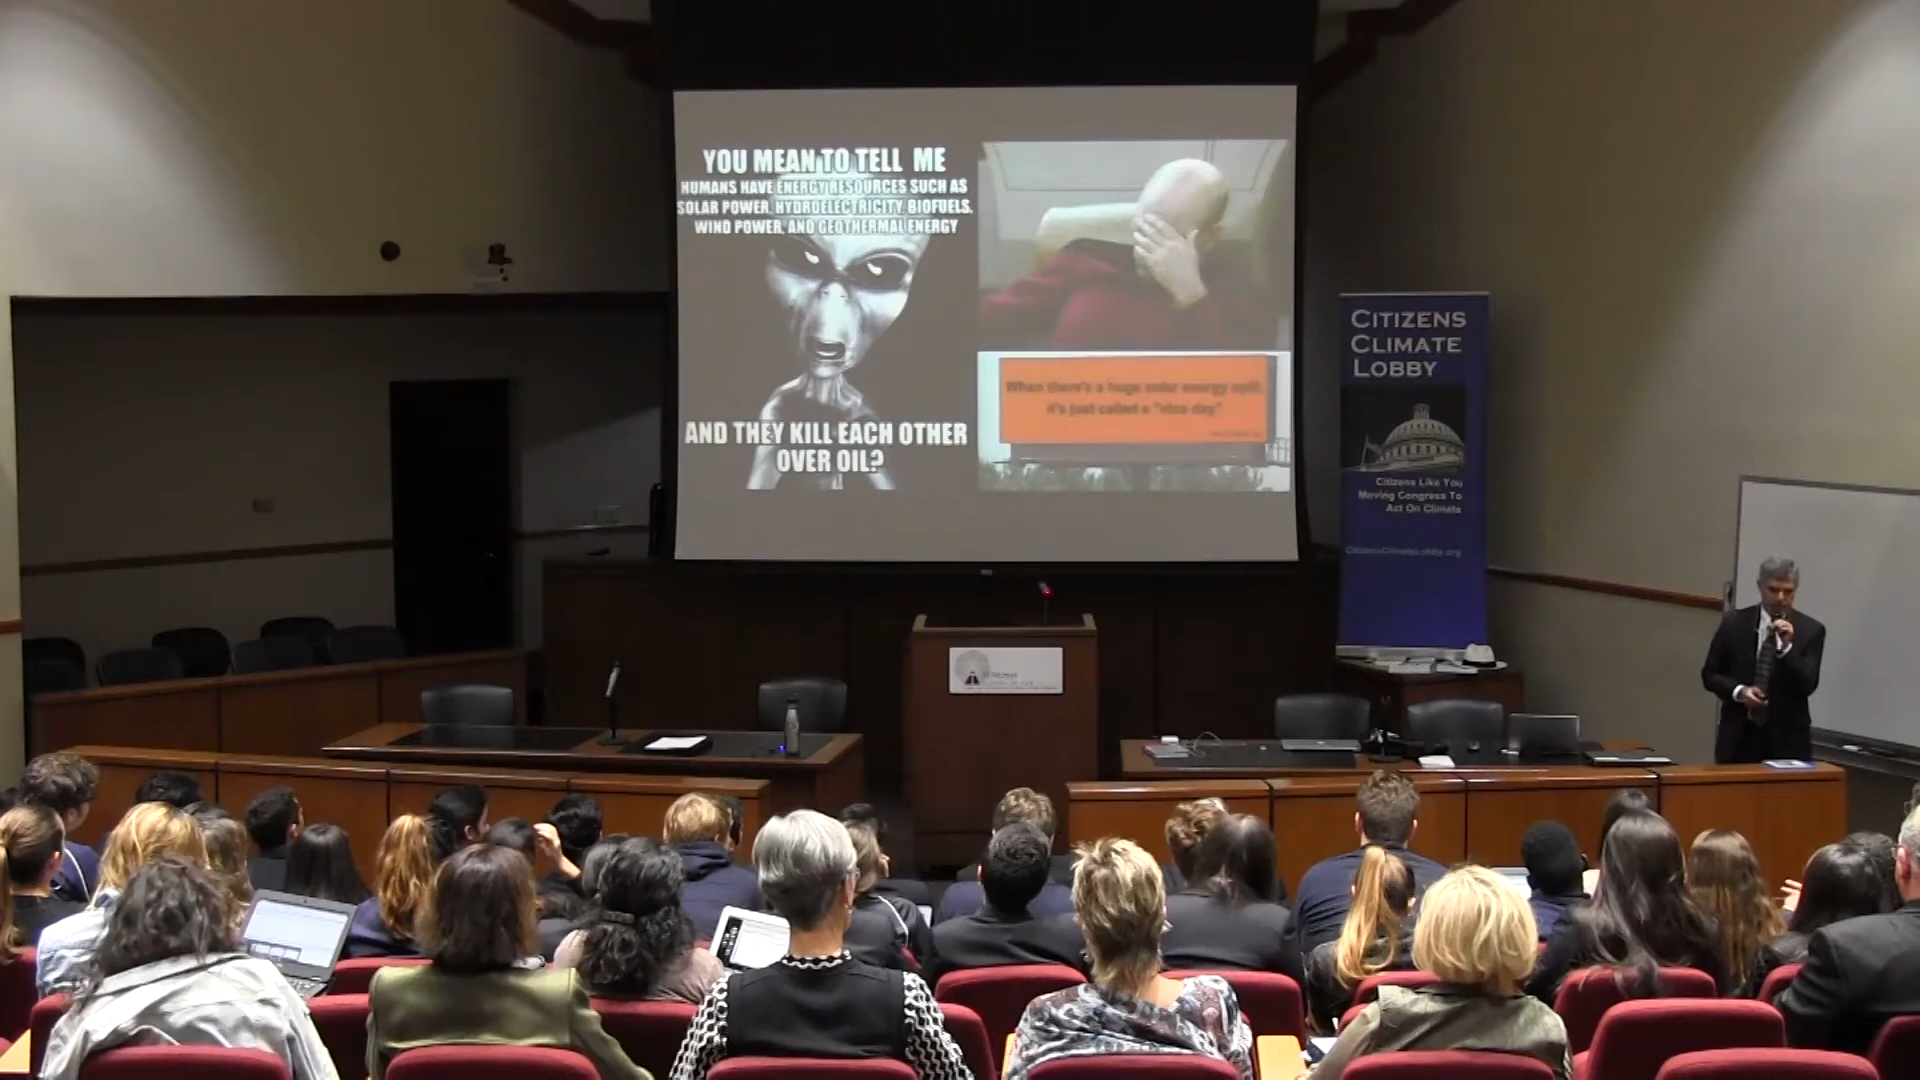 YOU MEAN TO TELL ME
HUMANS HAVE ENERGY RESOURCES SUCH AS
SOLAR POWER, HYDROELECTRICITY, BIOFUELS,
WIND POWER, AND GEOTHERMAL ENERGY
AND THEY KILL EACH OTHER
OVER OIL?
When there's a huge solar energy spill,
it's just called a "nice day"
CITIZENS
CLIMATE
LOBBY
Citizens Like You
Moving Congress To
Act On Climate
CitizensClimateLobby.org